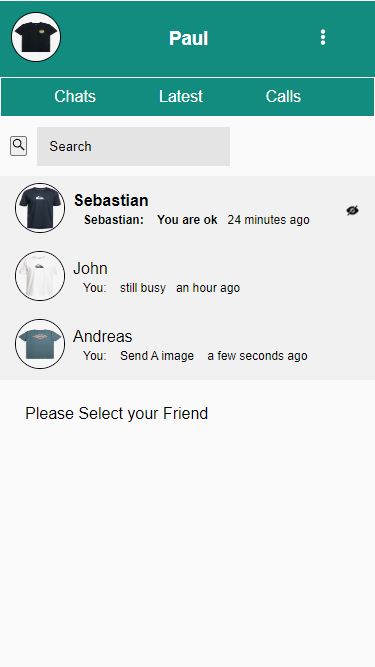 Paul
Chats Latest Calls
Search
Sebastian
Sebastian: You are ok 24 minutes ago
John
You: still busy an hour ago
Andreas
You: Send A image a few seconds ago
Please Select your Friend